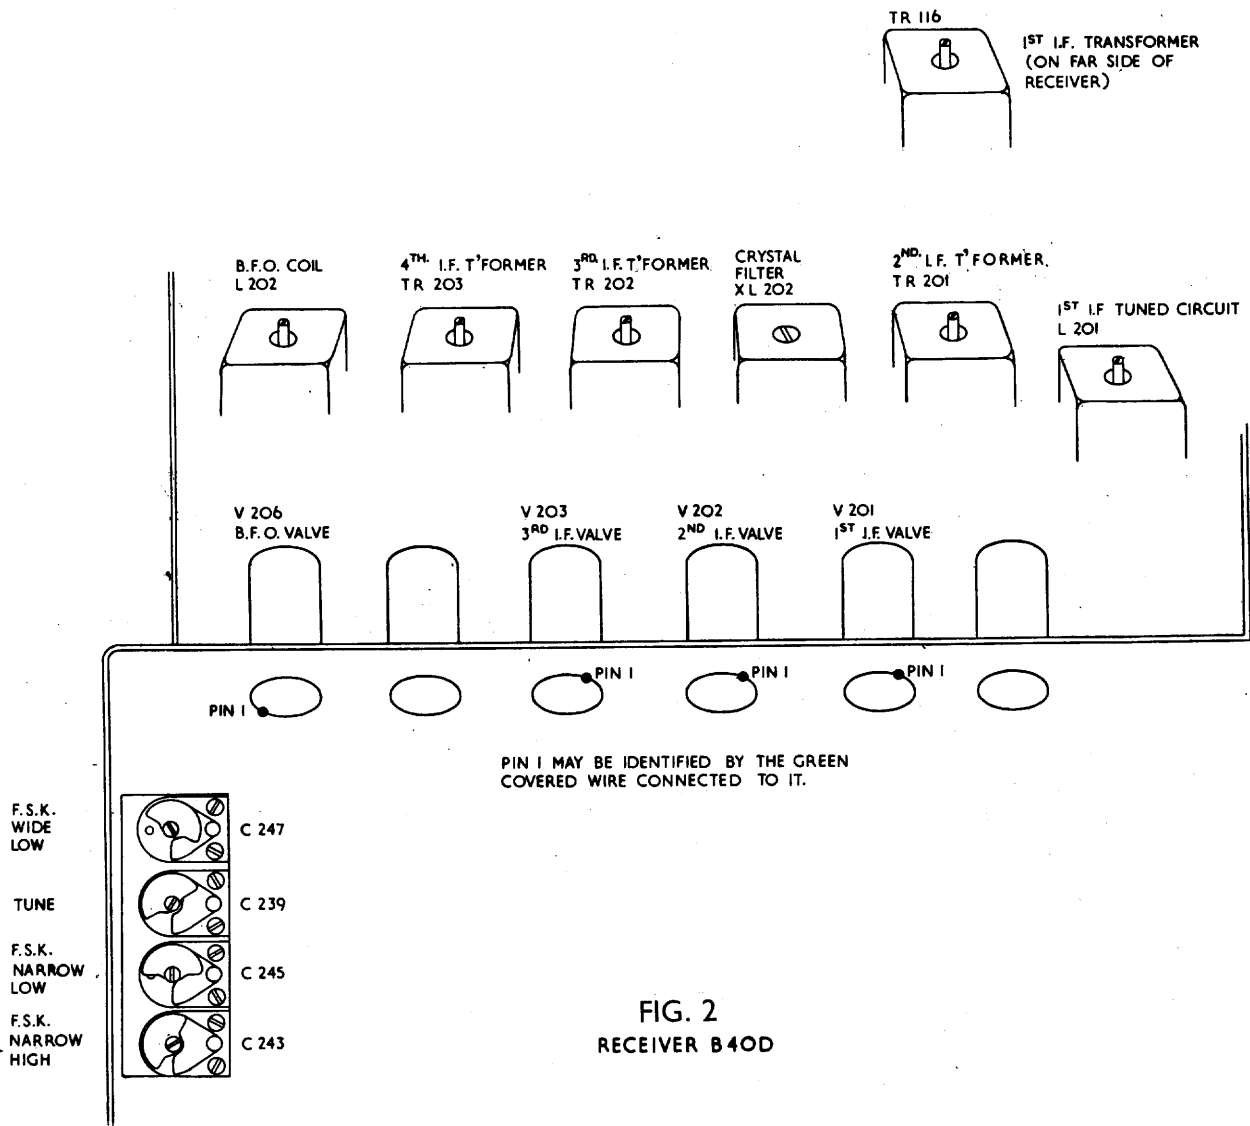 TR 116
1ST I.F. TRANSFORMER
(ON FAR SIDE OF
RECEIVER)
B.F.O. COIL
L 202
4TH. I.F. T'FORMER
TR 203
3RD. I.F. T'FORMER
TR 202
CRYSTAL
FILTER
XL 202
2ND. I.F. T'FORMER.
TR 201
1ST I.F TUNED CIRCUIT
L 201
V 206
B.F.O. VALVE
V 203
3RD I.F. VALVE
V 202
2ND I.F. VALVE
V 201
1ST I.F. VALVE
PIN 1
PIN 1
PIN 1
PIN 1
PIN 1 MAY BE IDENTIFIED BY THE GREEN
COVERED WIRE CONNECTED TO IT.
F.S.K.
WIDE
LOW
C 247
TUNE
C 239
F.S.K.
NARROW
LOW
C 245
F.S.K.
NARROW
HIGH
C 243
FIG. 2
RECEIVER B40D